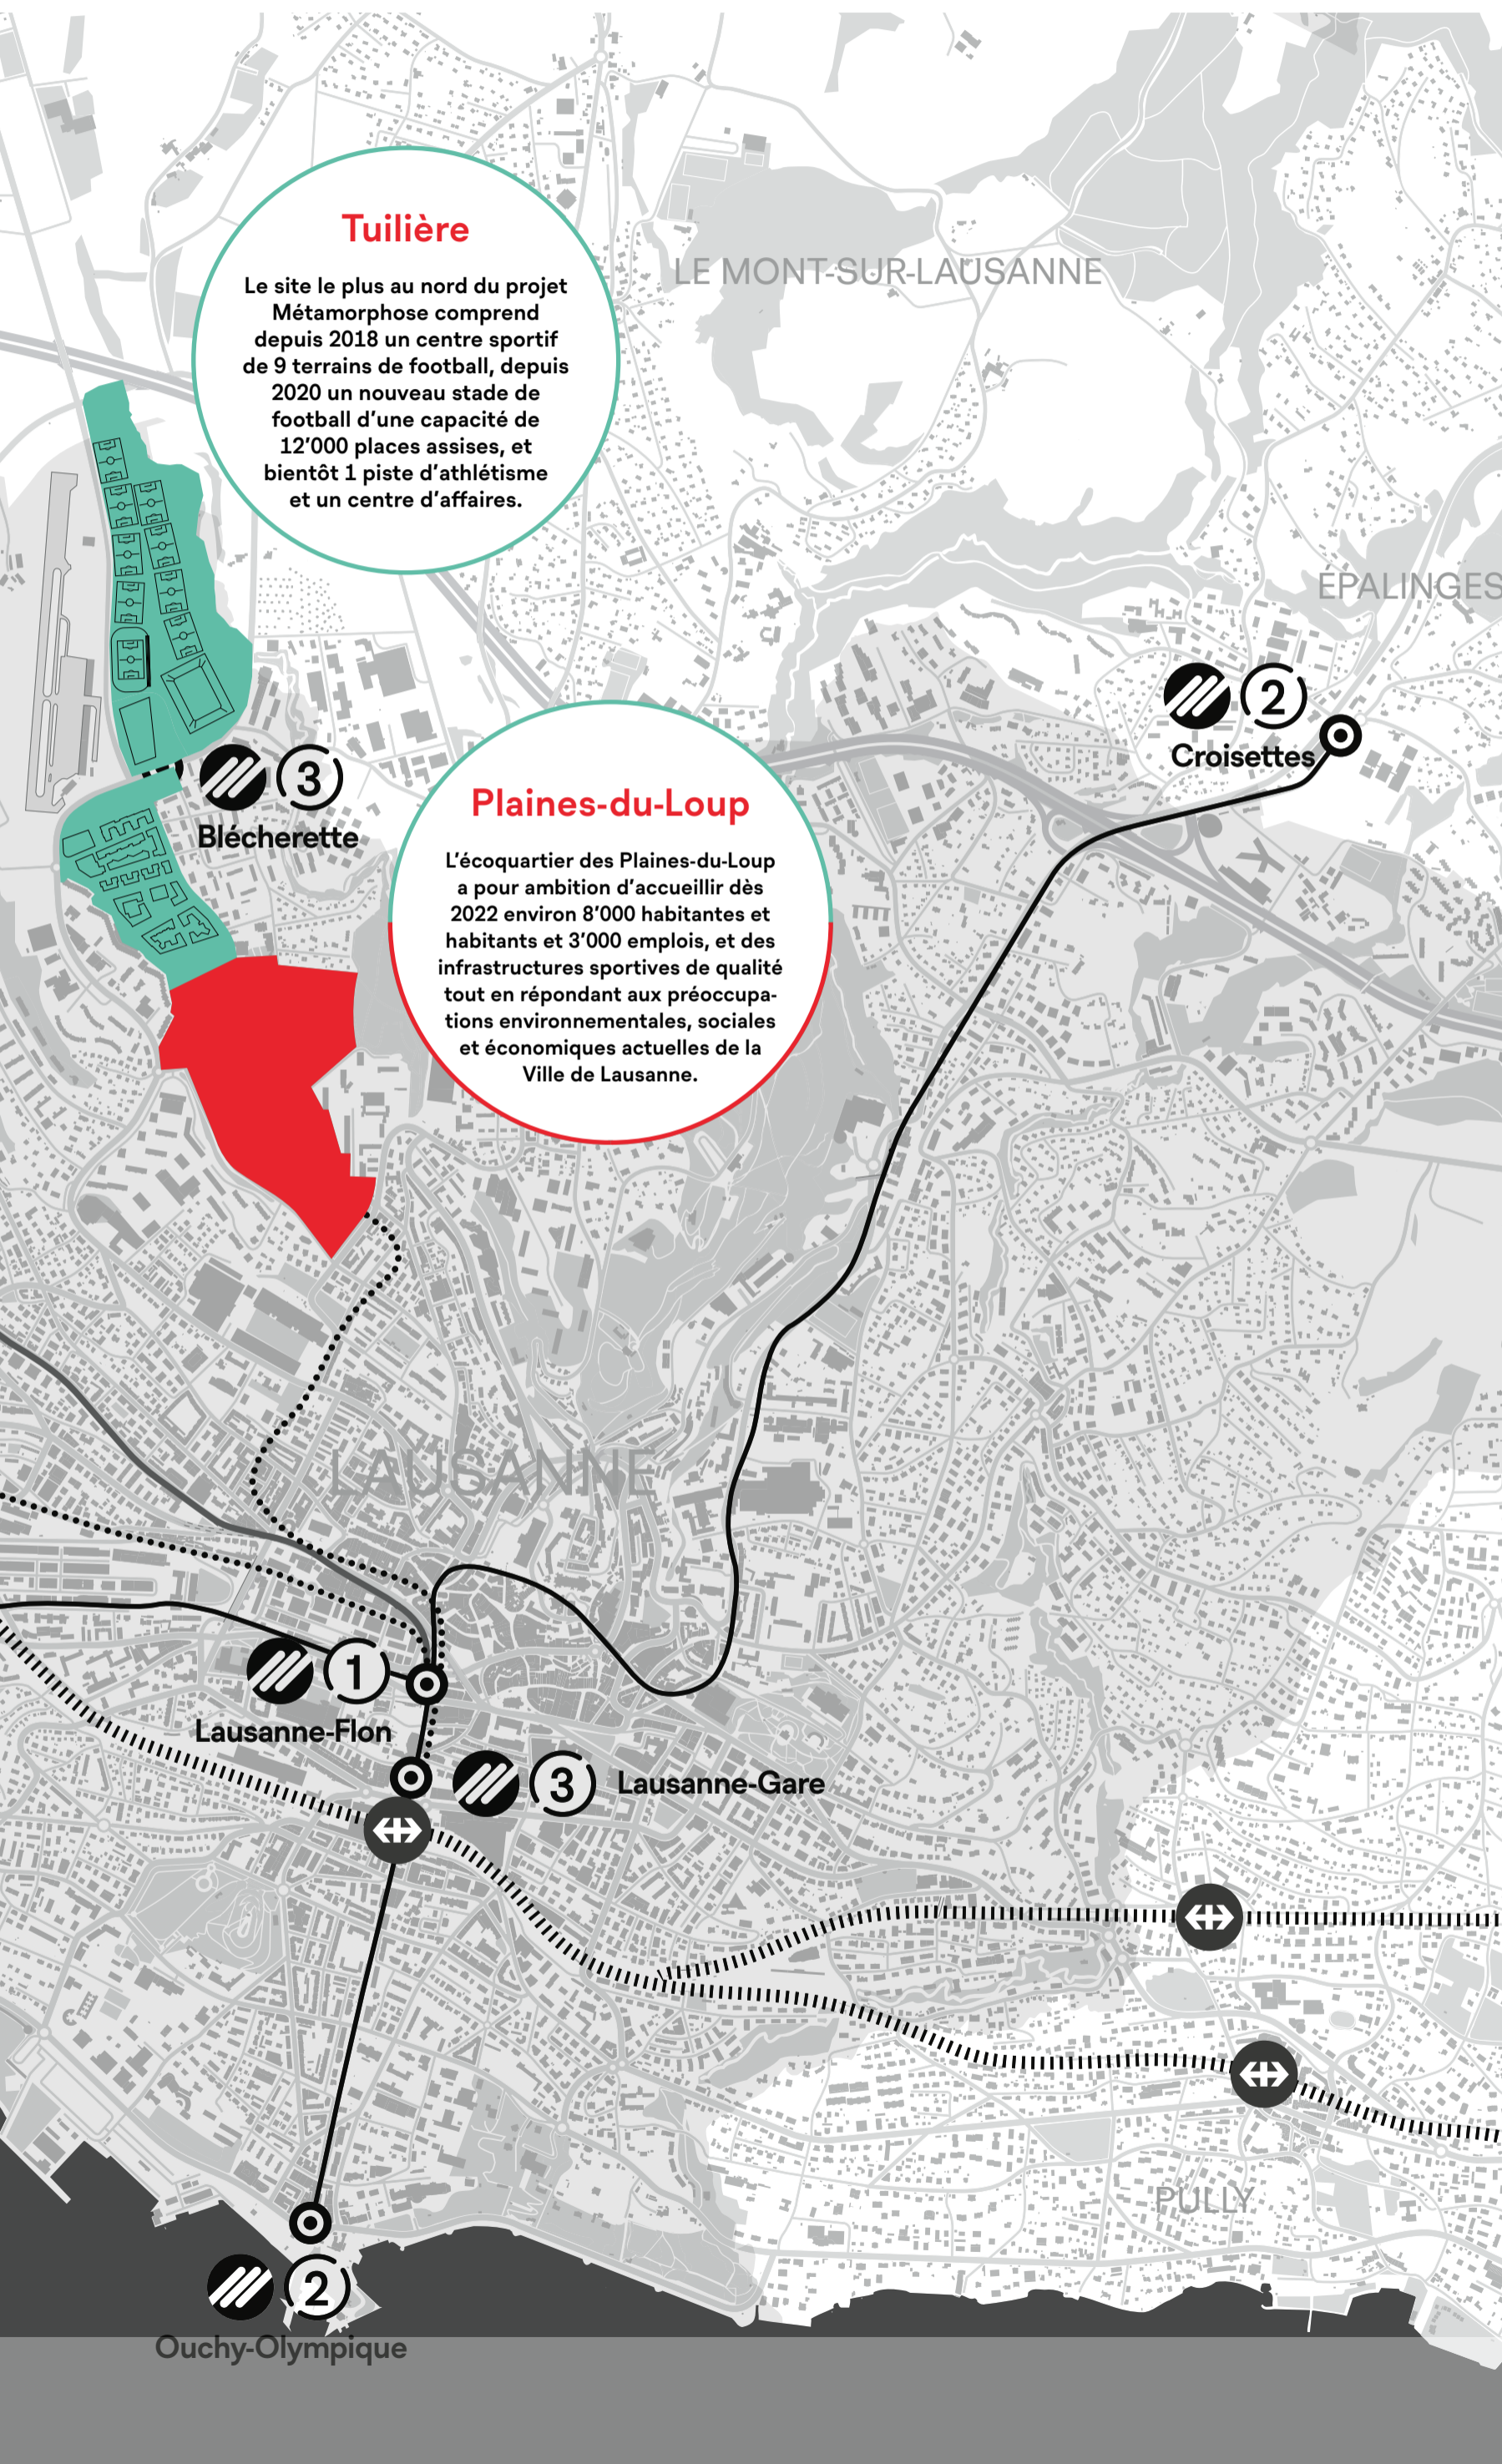 Tuilière
Le site le plus au nord du projet
Métamorphose comprend
depuis 2018 un centre sportif
de 9 terrains de football, depuis
2020 un nouveau stade de
football d’une capacité de
12’000 places assises, et
bientôt 1 piste d’athlétisme
et un centre d’affaires.
LE MONT-SUR-LAUSANNE
ÉPALINGES
2
Croisettes
3
Blécherette
Plaines-du-Loup
L’écoquartier des Plaines-du-Loup
a pour ambition d’accueillir dès
2022 environ 8’000 habitantes et
habitants et 3’000 emplois, et des
infrastructures sportives de qualité
tout en répondant aux préoccupa-
tions environnementales, sociales
et économiques actuelles de la
Ville de Lausanne.
LAUSANNE
1
Lausanne-Flon
3 Lausanne-Gare
PULLY
2
Ouchy-Olympique